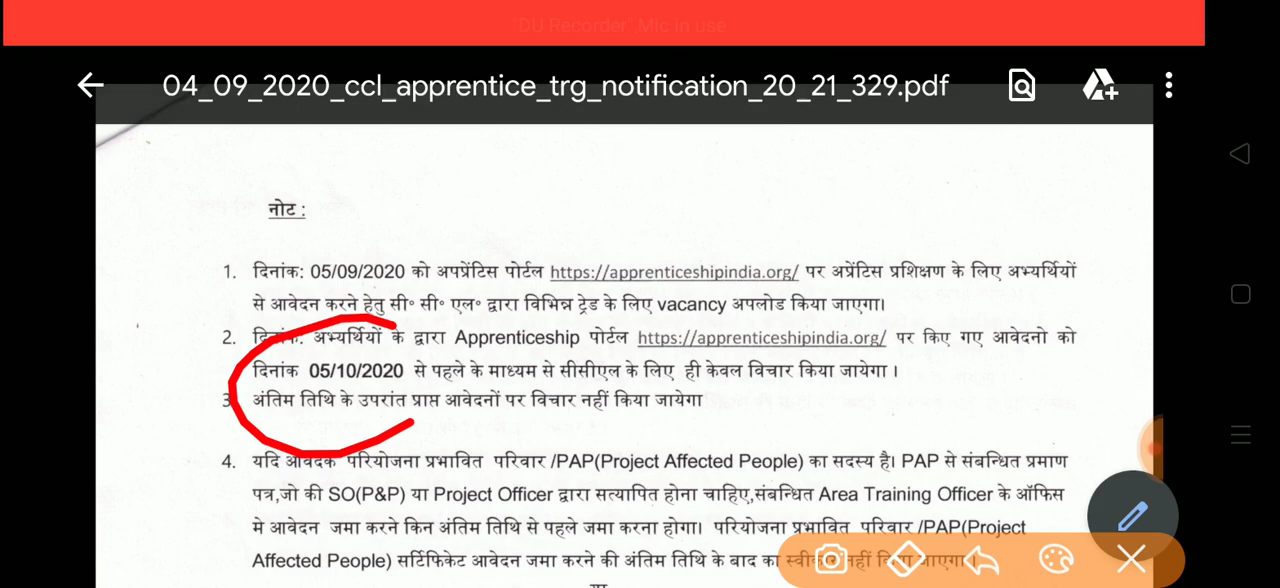 "DU Recorder" Mic in use
04_09_2020_ccl_apprentice_trg_notification_20_21_329.pdf
नोट :
1. दिनांक: 05/09/2020 को अपप्रेंटिस पोर्टल https://apprenticeshipindia.org/ पर अप्रेंटिस प्रशिक्षण के लिए अभ्यर्थियों
से आवेदन करने हेतु सी॰ सी॰ एल॰ द्वारा विभिन्न ट्रेड के लिए vacancy अपलोड किया जाएगा।
2. दिनांक: अभ्यर्थियों के द्वारा Apprenticeship पोर्टल https://apprenticeshipindia.org/ पर किए गए आवेदनो को
दिनांक 05/10/2020 से पहले के माध्यम से सीसीएल के लिए ही केवल विचार किया जायेगा ।
3. अंतिम तिथि के उपरांत प्राप्त आवेदनों पर विचार नहीं किया जायेगा
4. यदि आवेदक परियोजना प्रभावित परिवार /PAP(Project Affected People) का सदस्य है। PAP से संबन्धित प्रमाण
पत्र,जो की SO(P&P) या Project Officer द्वारा सत्यापित होना चाहिए,संबन्धित Area Training Officer के ऑफिस
मे आवेदन जमा करने किन अंतिम तिथि से पहले जमा करना होगा। परियोजना प्रभावित परिवार /PAP(Project
Affected People) सर्टिफिकेट आवेदन जमा करने की अंतिम तिथि के बाद का स्वीकार नहीं किया जाएगा ।